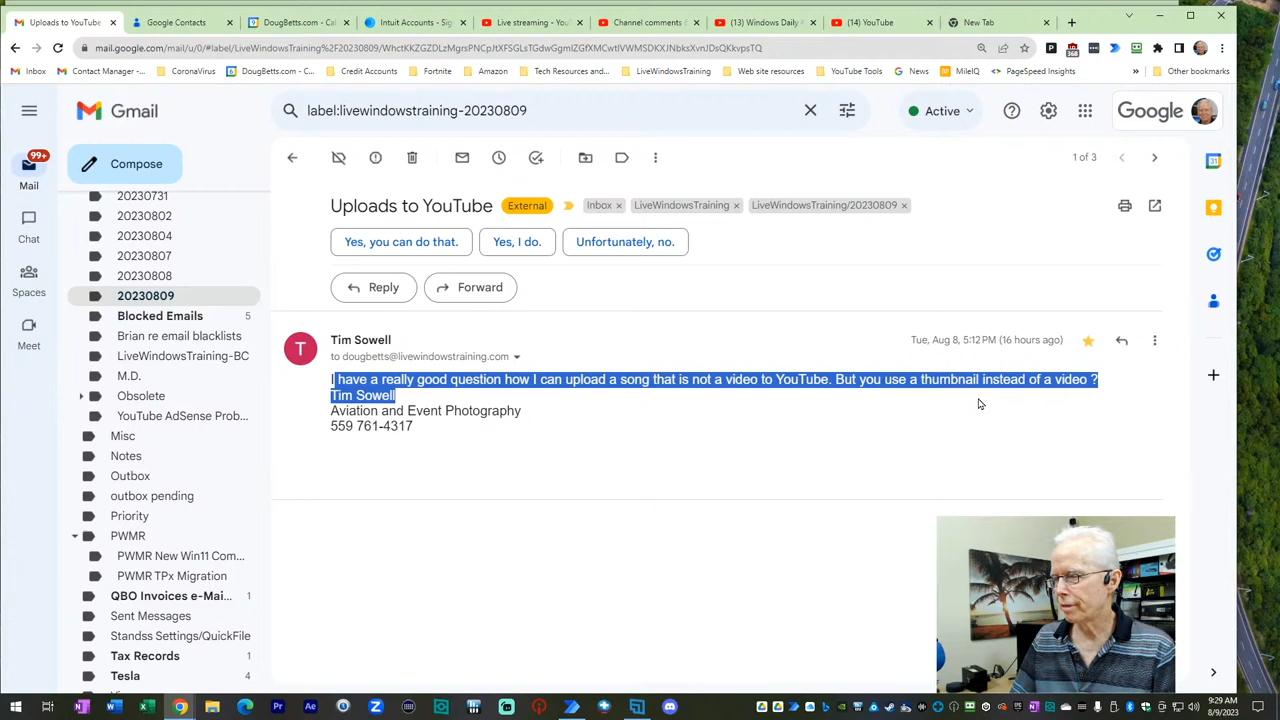 Uploads to YouTube
Google Contacts
DougBetts.com - Cal
Intuit Accounts - Sig
Live streaming - You
Channel comments
(13) Windows Daily
(14) YouTube
New Tab
mail.google.com/mail/u/0/#label/LiveWindowsTraining%2F20230809/WhctKKZGZDLzMgrsPNCpJtXFSGLsTGdwGgmlZGfXMCwtlVWMSDKXJNbksXvnJDsQKkvpsTQ
368
Inbox
Contact Manager -...
CoronaVirus
DougBetts.com - C...
Credit Accounts
Fortnite
Amazon
Tech Resources and...
LiveWindowsTraining
Web site resources
YouTube Tools
News
MileIQ
PageSpeed Insights
»
Other bookmarks
Gmail
label:livewindowstraining-20230809
Active
Google
99+
Mail
Chat
Spaces
Meet
Compose
20230731
20230802
20230804
20230807
20230808
20230809
Blocked Emails 5
Brian re email blacklists
LiveWindowsTraining-BC
M.D.
Obsolete
YouTube AdSense Prob...
Misc
Notes
Outbox
outbox pending
Priority
PWMR
PWMR New Win11 Com...
PWMR TPx Migration
QBO Invoices e-Mai... 1
Sent Messages
Standss Settings/QuickFile
Tax Records 1
Tesla 4
1 of 3
Uploads to YouTube External Inbox × LiveWindowsTraining × LiveWindowsTraining/20230809 ×
Yes, you can do that. Yes, I do. Unfortunately, no.
Reply Forward
T
Tim Sowell
Tue, Aug 8, 5:12 PM (16 hours ago)
to dougbetts@livewindowstraining.com
I have a really good question how I can upload a song that is not a video to YouTube. But you use a thumbnail instead of a video ?
Tim Sowell
Aviation and Event Photography
559 761-4317
31
9:29 AM
8/9/2023